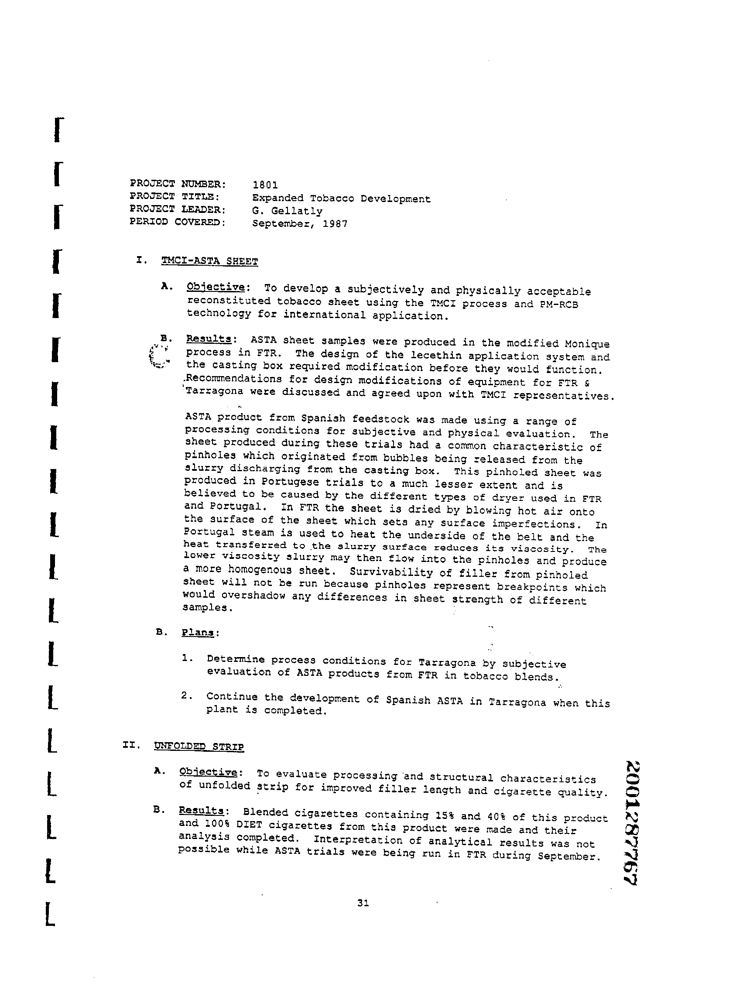 PROJECT NUMBER: 1801
PROJECT TITLE: Expanded Tobacco Development
PROJECT LEADER: G. Gellatly
PERIOD COVERED: September, 1987
I. TMCI-ASTA SHEET
A. Objective: To develop a subjectively and physically acceptable
reconstituted tobacco sheet using the TMCI process and PM-RCB
technology for international application.
B. Results: ASTA sheet samples were produced in the modified Monique
process in FTR. The design of the lecethin application system and
the casting box required modification before they would function.
Recommendations for design modifications of equipment for FTR &
Tarragona were discussed and agreed upon with TMCI representatives.
ASTA product from Spanish feedstock was made using a range of
processing conditions for subjective and physical evaluation. The
sheet produced during these trials had a common characteristic of
pinholes which originated from bubbles being released from the
slurry discharging from the casting box. This pinholed sheet was
produced in Portugese trials to a much lesser extent and is
believed to be caused by the different types of dryer used in FTR
and Portugal. In FTR the sheet is dried by blowing hot air onto
the surface of the sheet which sets any surface imperfections. In
Portugal steam is used to heat the underside of the belt and the
heat transferred to the slurry surface reduces its viscosity. The
lower viscosity slurry may then flow into the pinholes and produce
a more homogenous sheet. Survivability of filler from pinholed
sheet will not be run because pinholes represent breakpoints which
would overshadow any differences in sheet strength of different
samples.
B. Plans:
1. Determine process conditions for Tarragona by subjective
evaluation of ASTA products from FTR in tobacco blends.
2. Continue the development of Spanish ASTA in Tarragona when this
plant is completed.
II. UNFOLDED STRIP
A. Objective: To evaluate processing and structural characteristics
of unfolded strip for improved filler length and cigarette quality.
B. Results: Blended cigarettes containing 15% and 40% of this product
and 100% DIET cigarettes from this product were made and their
analysis completed. Interpretation of analytical results was not
possible while ASTA trials were being run in FTR during September.
31
2001287767